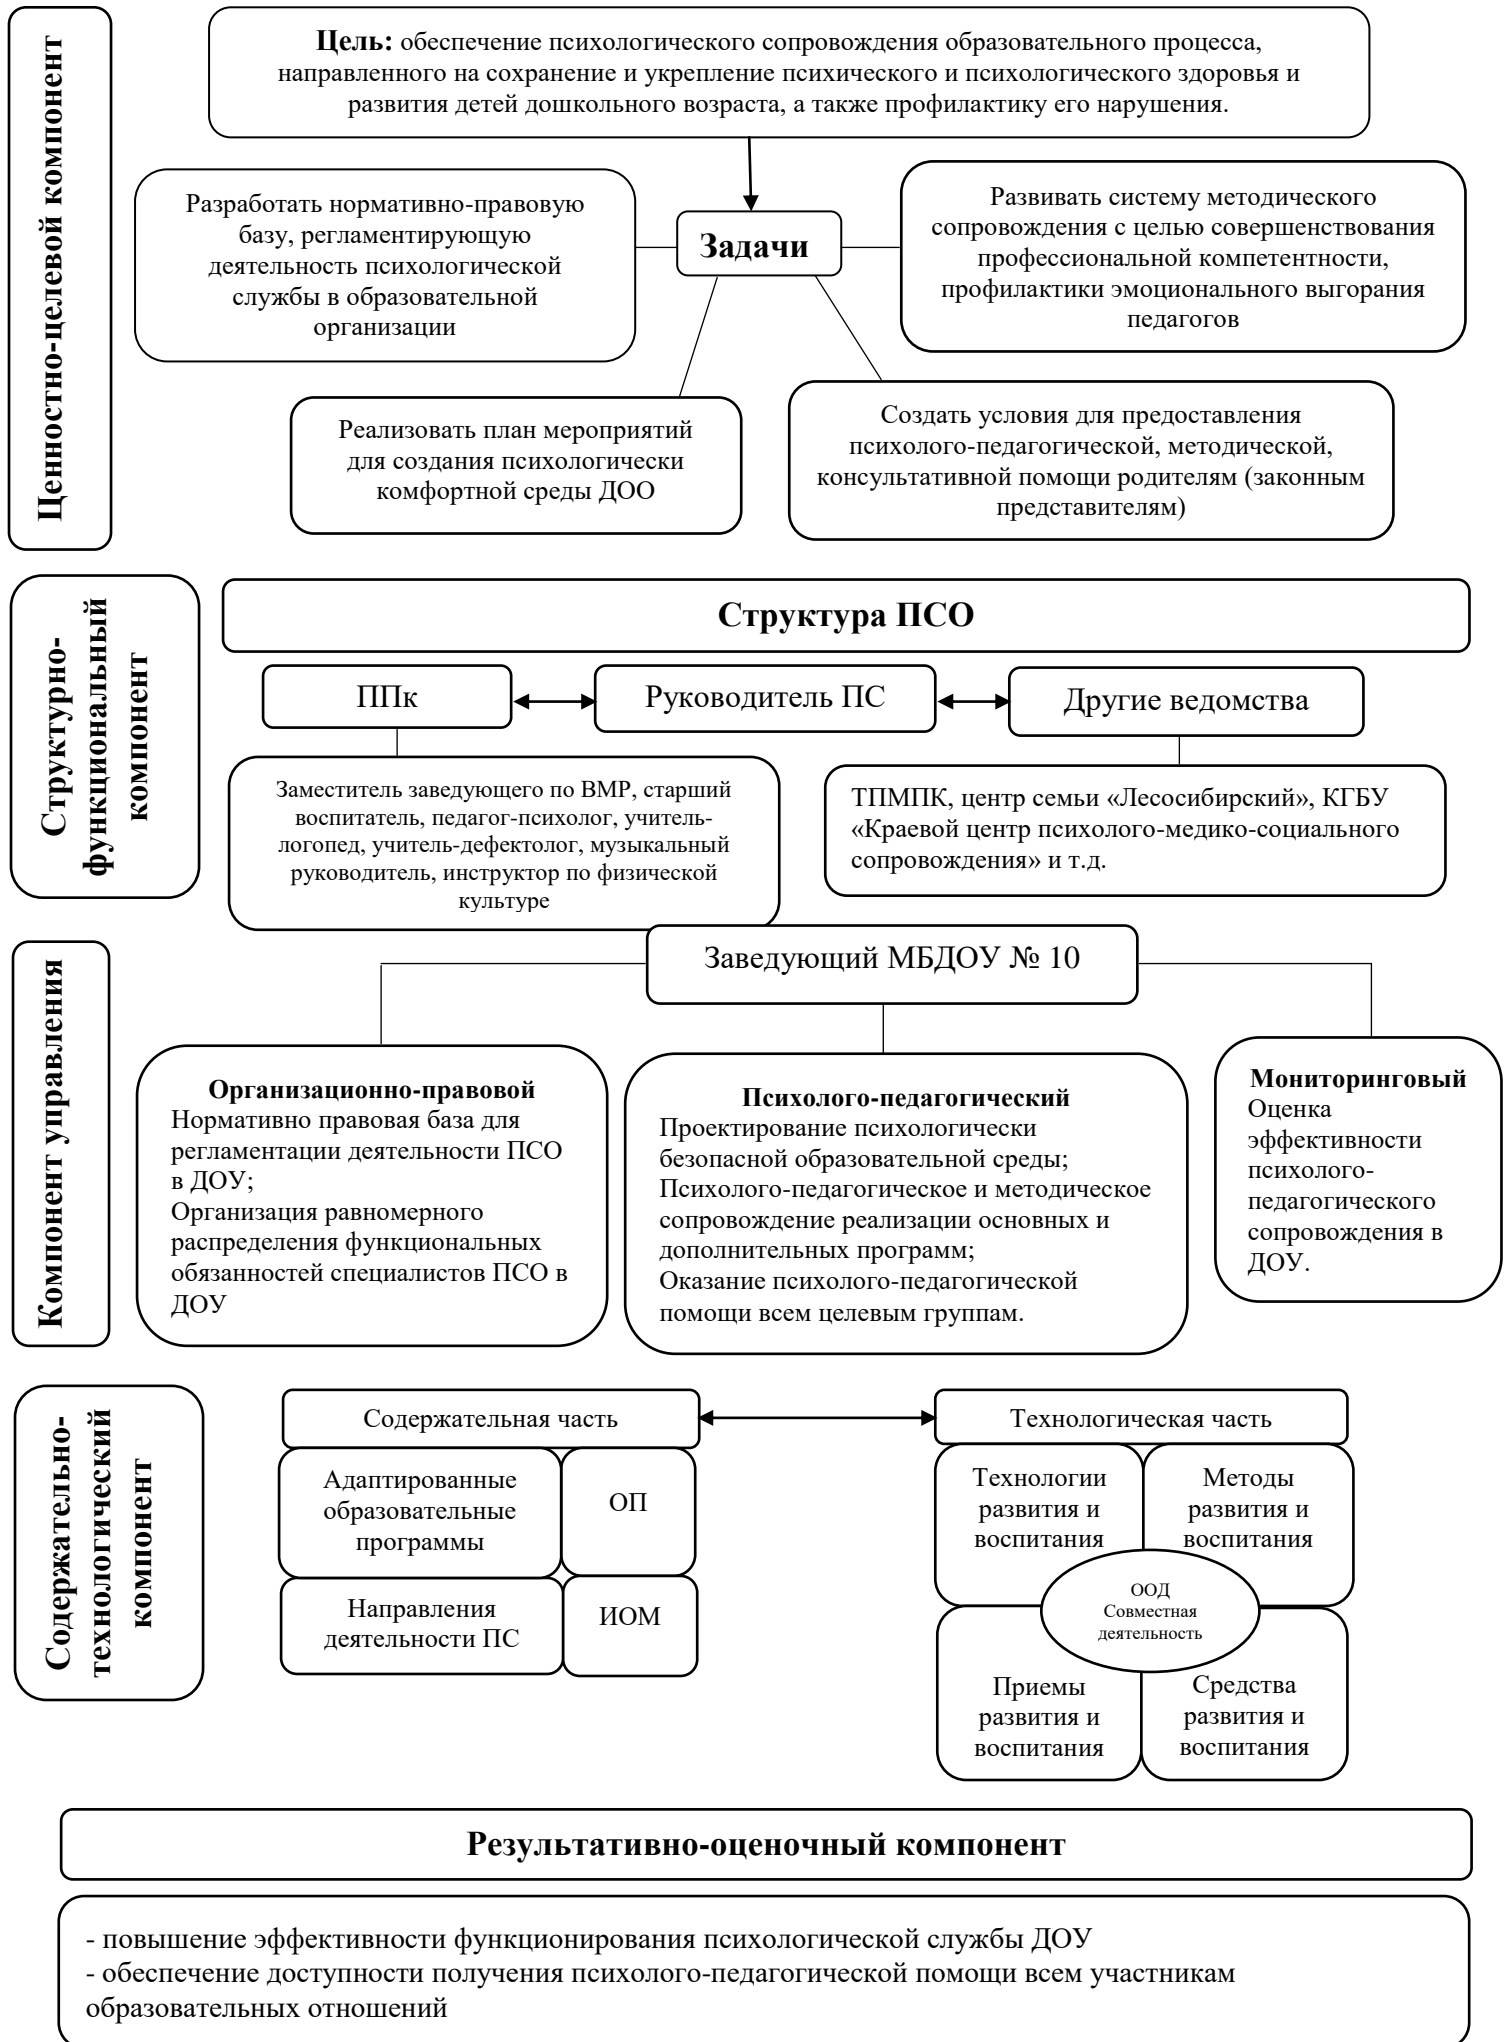 Ценностно-целевой компонент
Цель: обеспечение психологического сопровождения образовательного процесса,
направленного на сохранение и укрепление психического и психологического здоровья и
развития детей дошкольного возраста, а также профилактику его нарушения.
Задачи
Разработать нормативно-правовую
базу, регламентирующую
деятельность психологической
службы в образовательной
организации
Развивать систему методического
сопровождения с целью совершенствования
профессиональной компетентности,
профилактики эмоционального выгорания
педагогов
Реализовать план мероприятий
для создания психологически
комфортной среды ДОО
Создать условия для предоставления
психолого-педагогической, методической,
консультативной помощи родителям (законным
представителям)
Структурно-
функциональный
компонент
Структура ПСО
ППк
Руководитель ПС
Другие ведомства
Заместитель заведующего по ВМР, старший
воспитатель, педагог-психолог, учитель-
логопед, учитель-дефектолог, музыкальный
руководитель, инструктор по физической
культуре
ТПМПК, центр семьи «Лесосибирский», КГБУ
«Краевой центр психолого-медико-социального
сопровождения» и т.д.
Компонент управления
Заведующий МБДОУ № 10
Организационно-правовой
Нормативно правовая база для
регламентации деятельности ПСО
в ДОУ;
Организация равномерного
распределения функциональных
обязанностей специалистов ПСО в
ДОУ
Психолого-педагогический
Проектирование психологически
безопасной образовательной среды;
Психолого-педагогическое и методическое
сопровождение реализации основных и
дополнительных программ;
Оказание психолого-педагогической
помощи всем целевым группам.
Мониторинговый
Оценка
эффективности
психолого-
педагогического
сопровождения в
ДОУ.
Содержательно-
технологический
компонент
Содержательная часть
Технологическая часть
Адаптированные
образовательные
программы
ОП
Направления
деятельности ПС
ИОМ
Технологии
развития и
воспитания
Методы
развития и
воспитания
ООД
Совместная
деятельность
Приемы
развития и
воспитания
Средства
развития и
воспитания
Результативно-оценочный компонент
- повышение эффективности функционирования психологической службы ДОУ
- обеспечение доступности получения психолого-педагогической помощи всем участникам
образовательных отношений